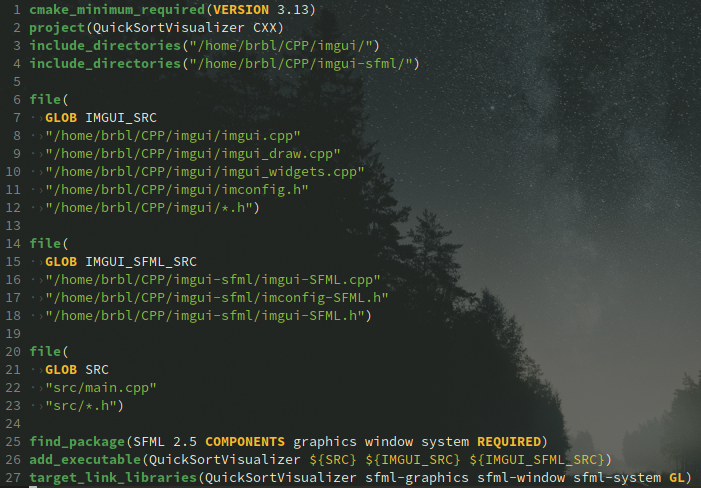 1 cmake_minimum_required(VERSION 3.13)
2 project(QuickSortVisualizer CXX)
3 include_directories("/home/brbl/CPP/imgui/")
4 include_directories("/home/brbl/CPP/imgui-sfml/")
5
6 file(
7 GLOB IMGUI_SRC
8 "/home/brbl/CPP/imgui/imgui.cpp"
9 "/home/brbl/CPP/imgui/imgui_draw.cpp"
10 "/home/brbl/CPP/imgui/imgui_widgets.cpp"
11 "/home/brbl/CPP/imgui/imconfig.h"
12 "/home/brbl/CPP/imgui/*.h")
13
14 file(
15 GLOB IMGUI_SFML_SRC
16 "/home/brbl/CPP/imgui-sfml/imgui-SFML.cpp"
17 "/home/brbl/CPP/imgui-sfml/imconfig-SFML.h"
18 "/home/brbl/CPP/imgui-sfml/imgui-SFML.h")
19
20 file(
21 GLOB SRC
22 "src/main.cpp"
23 "src/*.h")
24
25 find_package(SFML 2.5 COMPONENTS graphics window system REQUIRED)
26 add_executable(QuickSortVisualizer ${SRC} ${IMGUI_SRC} ${IMGUI_SFML_SRC})
27 target_link_libraries(QuickSortVisualizer sfml-graphics sfml-window sfml-system GL)